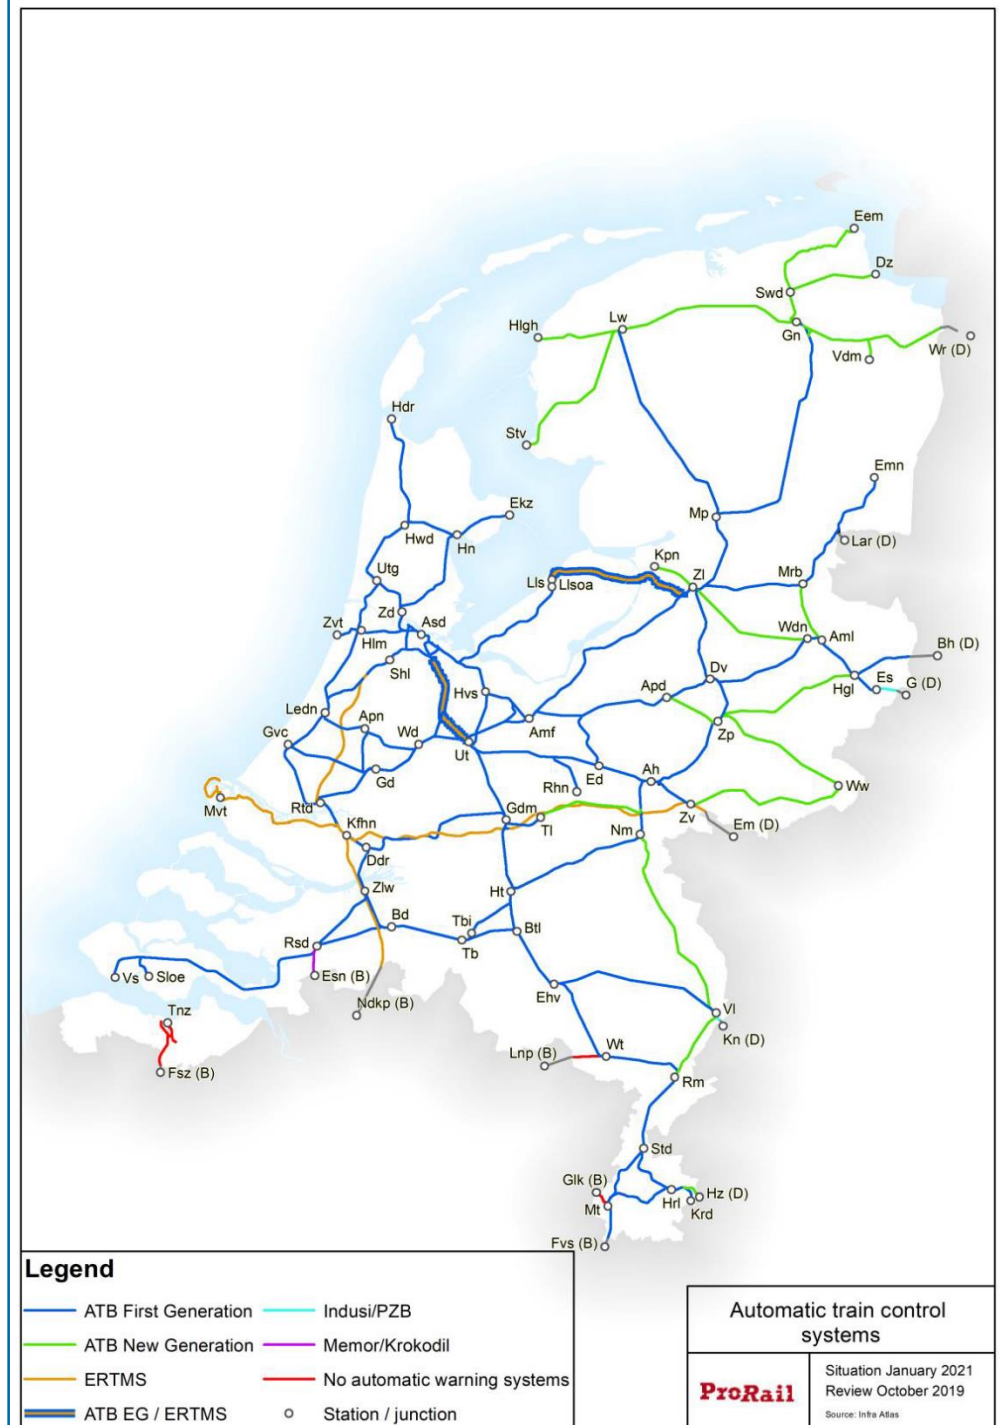 Eem
Dz
Swd
Lw
Hlgh
Gn
Vdm
Wr (D)
Hdr
Stv
Emn
Ekz
Mp
Hwd
Hn
Lar (D)
Kpn
Utg
Lls
Llsoa
Zl
Mrb
Zd
Zvt
Asd
Hlm
Wdn
Aml
Bh (D)
Shl
Hvs
Apd
Dv
Hgl
Es
G (D)
Ledn
Apn
Gvc
Wd
Amf
Zp
Ut
Gd
Rhn
Ed
Ah
Ww
Mvt
Rtd
Kfhn
Gdm
Tl
Nm
Zv
Em (D)
Ddr
Zlw
Ht
Bd
Tbi
Rsd
Tb
Btl
Vs
Sloe
Esn (B)
Ehv
Ndkp (B)
Tnz
Vl
Kn (D)
Lnp (B)
Wt
Fsz (B)
Rm
Std
Glk (B)
Hz (D)
Mt
Hrl
Krd
Fvs (B)
Legend
ATB First Generation
Indusi/PZB
ATB New Generation
Memor/Krokodil
ERTMS
No automatic warning systems
ATB EG / ERTMS
Station / junction
Automatic train control
systems
ProRail
Situation January 2021
Review October 2019
Source: Infra Atlas